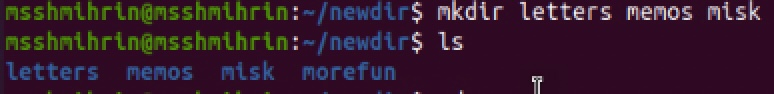 msshmihrin@msshmihrin:~/newdir$ mkdir letters memos misk
msshmihrin@msshmihrin:~/newdir$ ls
letters  memos  misk  morefun